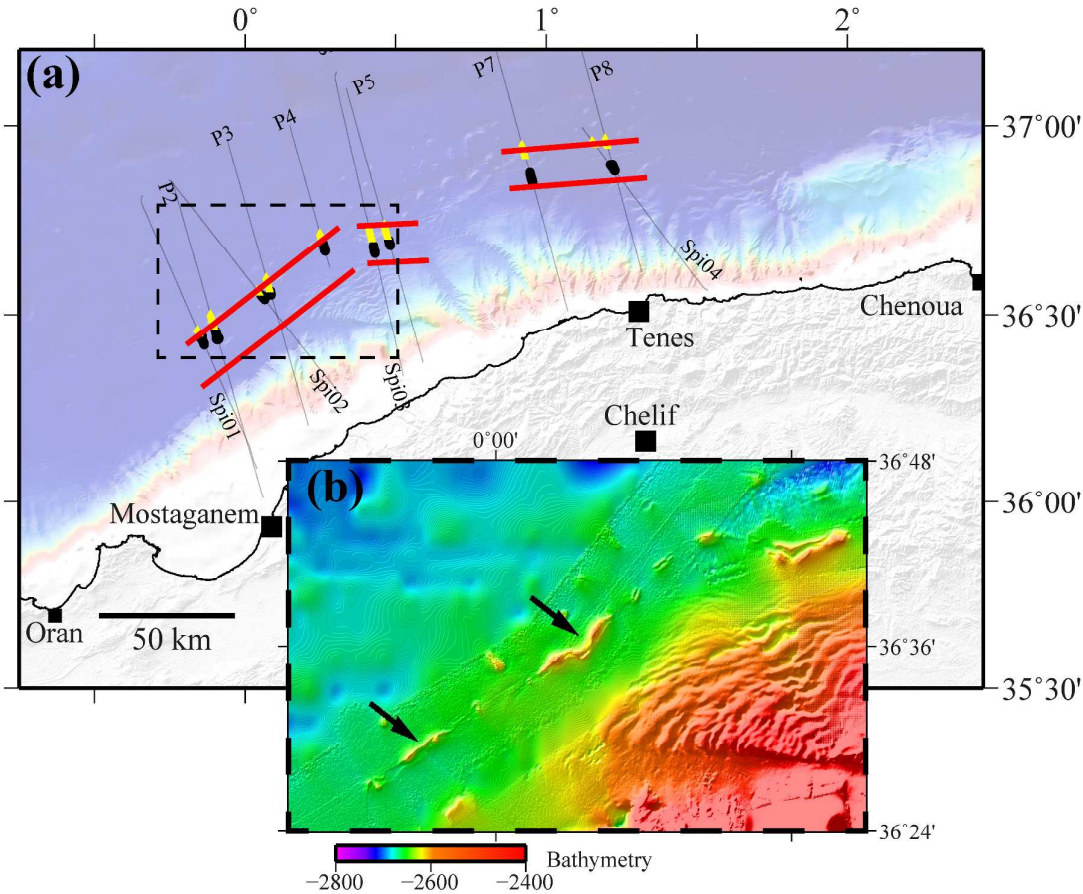 0° 1° 2°
(a)
P5
P7
P8
P4
P3
P2
37°00'
Spi04
36°30'
Chenoua
Tenes
Spi03
Spi02
Spi01
Chelif
0°00'
(b)
36°48'
36°00'
Mostaganem
Oran
50 km
36°36'
35°30'
36°24'
Bathymetry
−2800 −2600 −2400